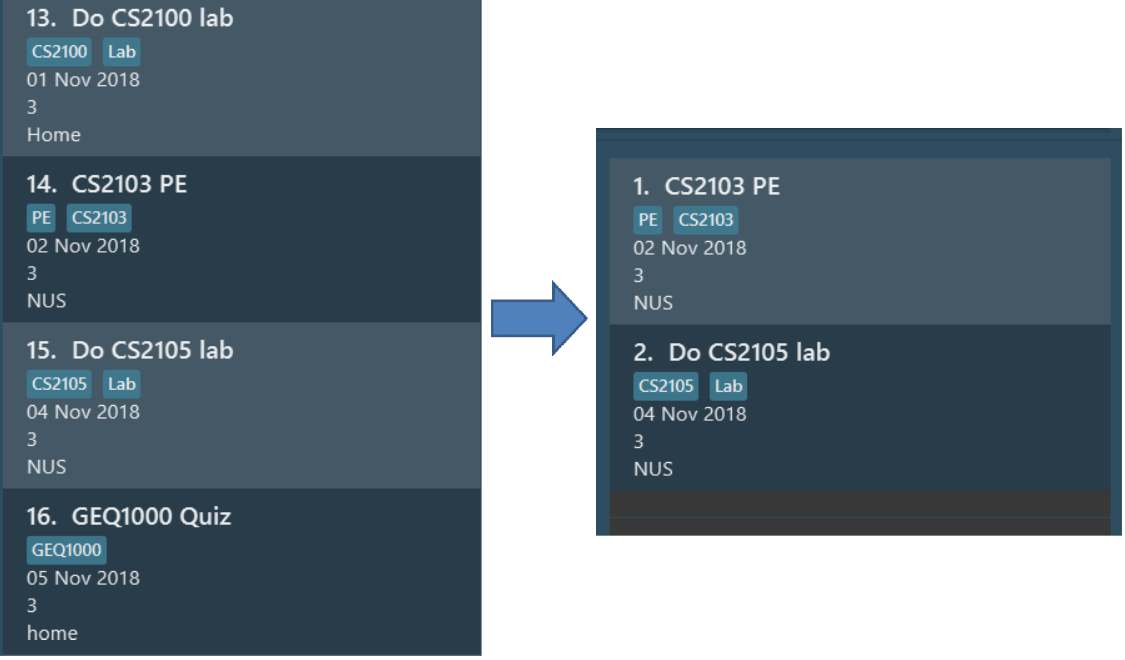 13. Do CS2100 lab
CS2100 Lab
01 Nov 2018
3
Home
14. CS2103 PE
PE CS2103
02 Nov 2018
3
NUS
15. Do CS2105 lab
CS2105 Lab
04 Nov 2018
3
NUS
16. GEQ1000 Quiz
GEQ1000
05 Nov 2018
3
home
1. CS2103 PE
PE CS2103
02 Nov 2018
3
NUS
2. Do CS2105 lab
CS2105 Lab
04 Nov 2018
3
NUS